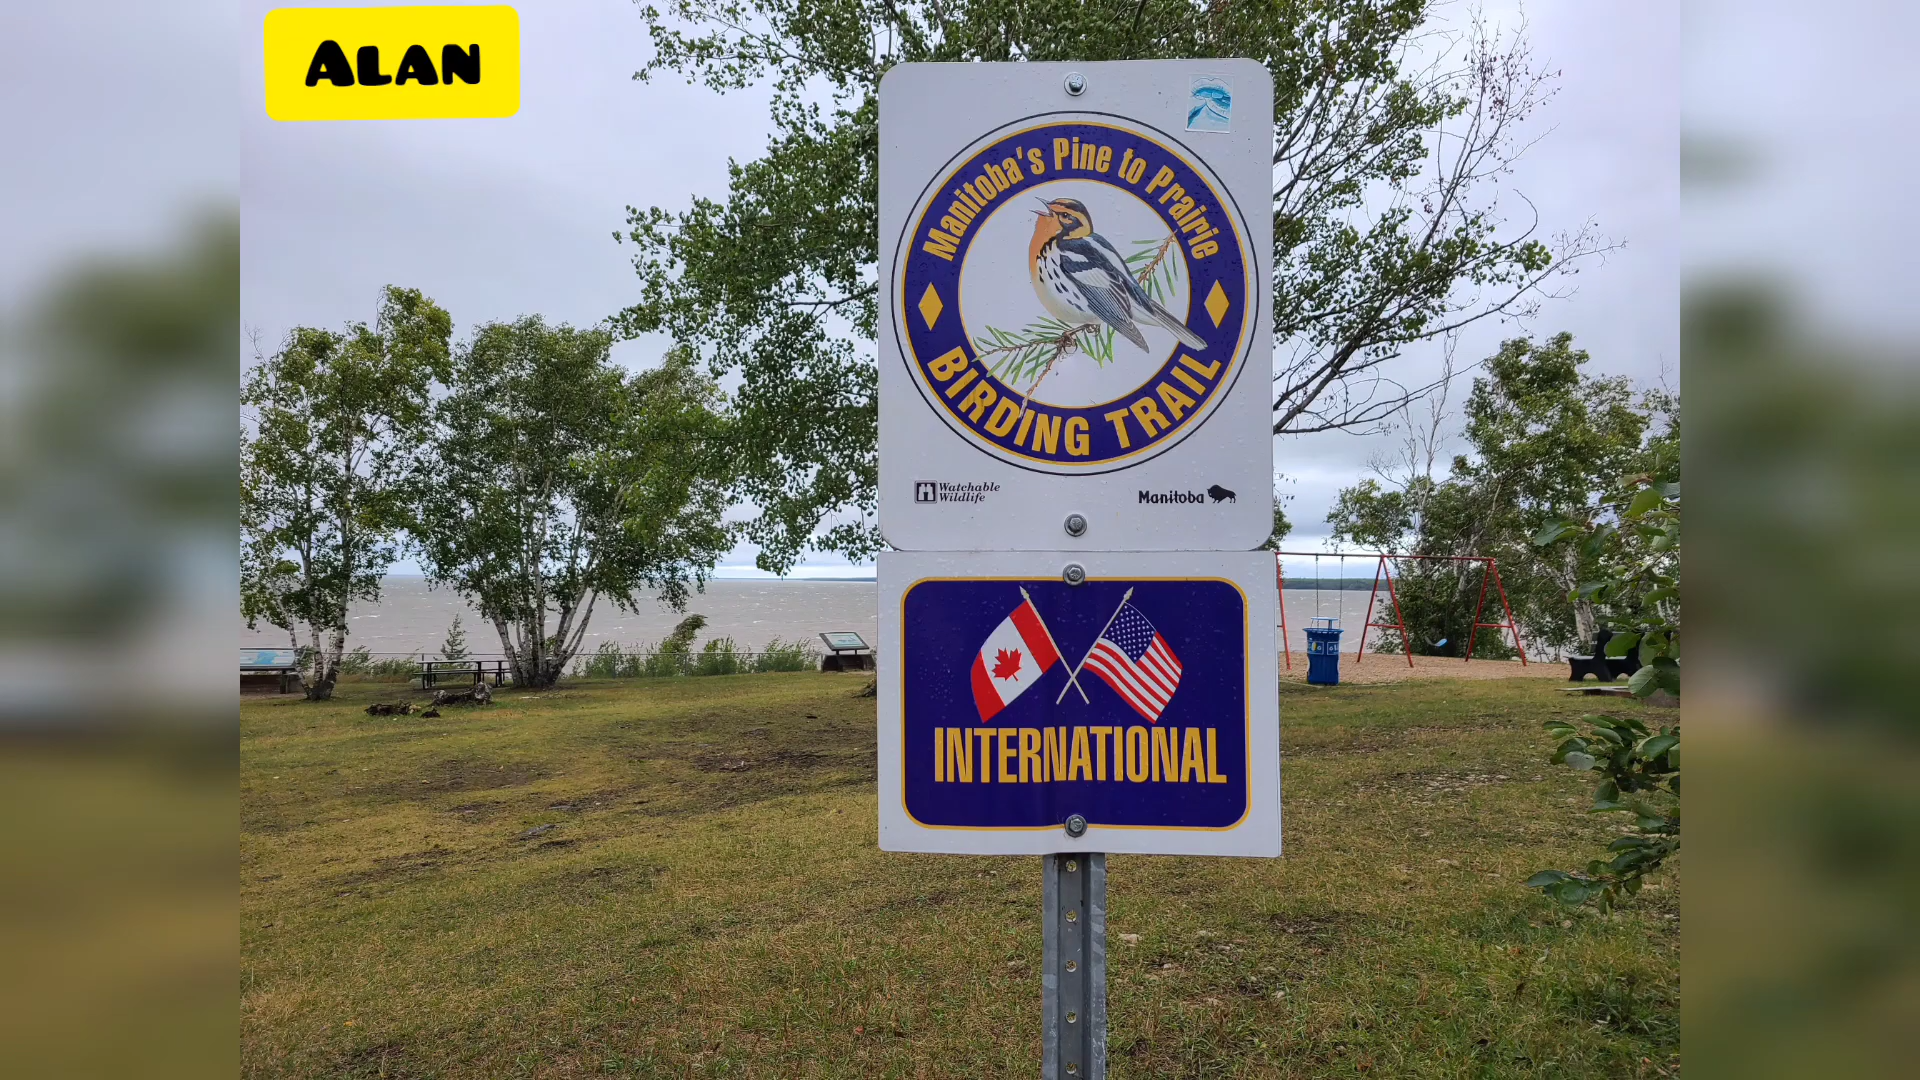 ALAN
Manitoba's Pine to Prairie
BIRDING TRAIL
Watchable
Wildlife
Manitoba
INTERNATIONAL